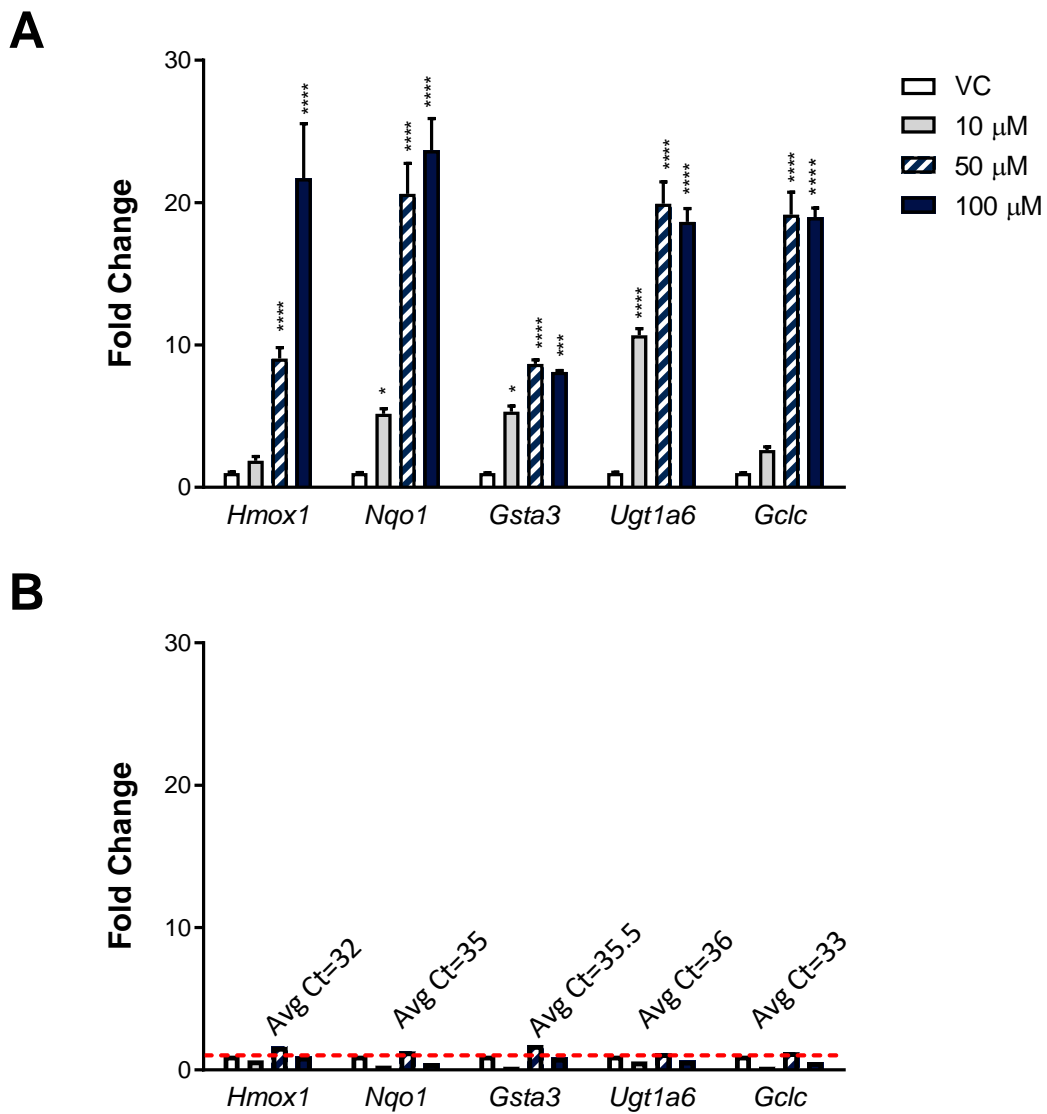 A
30
20
10
0
Fold Change
****
****
*
****
****
*
****
***
****
****
****
****
****
Hmox1
Nqo1
Gsta3
Ugt1a6
Gclc
VC
10 μM
50 μM
100 μM
B
30
20
10
0
Fold Change
Avg Ct=32
Avg Ct=35
Avg Ct=35.5
Avg Ct=36
Avg Ct=33
Hmox1
Nqo1
Gsta3
Ugt1a6
Gclc